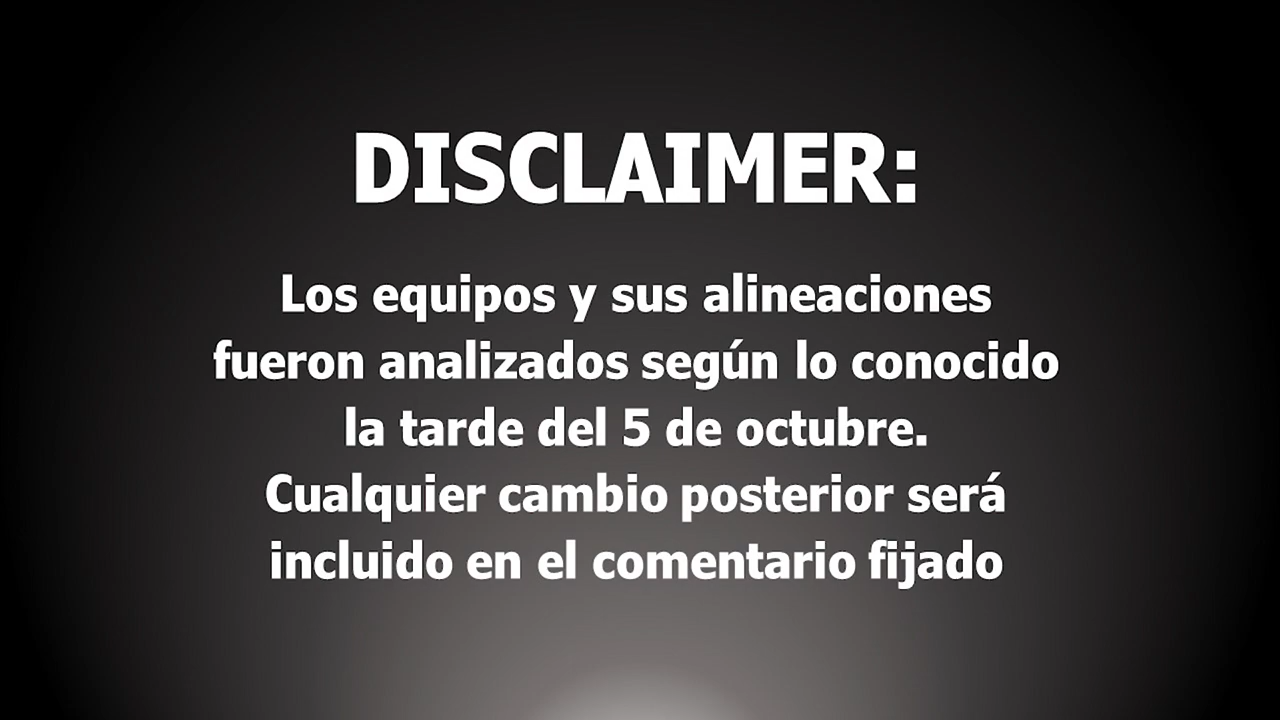 DISCLAIMER:
Los equipos y sus alineaciones
fueron analizados según lo conocido
la tarde del 5 de octubre.
Cualquier cambio posterior será
incluido en el comentario fijado